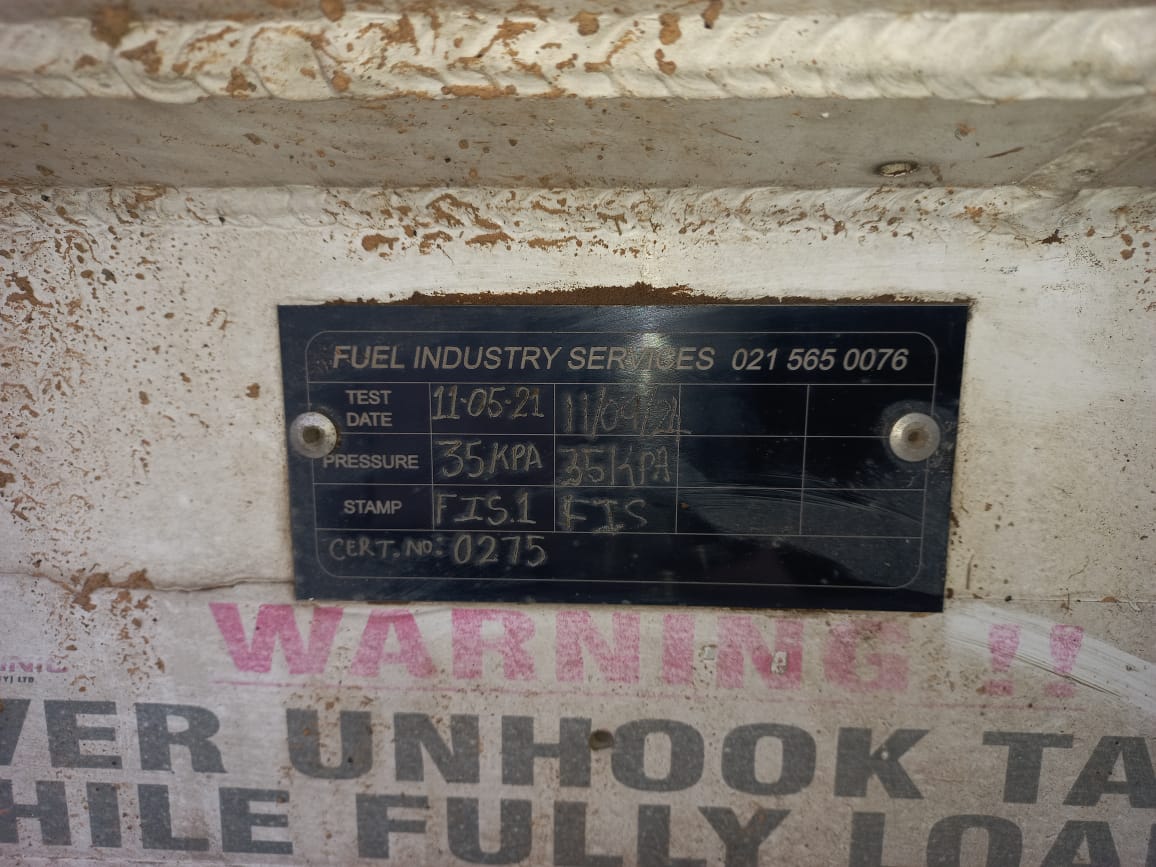 FUEL INDUSTRY SERVICES 021 565 0076
TEST DATE 11-05-21
PRESSURE 35KPA 35KPA
STAMP FIS.1 FIS
CERT. NO: 0275
WARNING !!
(Y) LTD
VER UNHOOK TA
HILE FULLY LOA